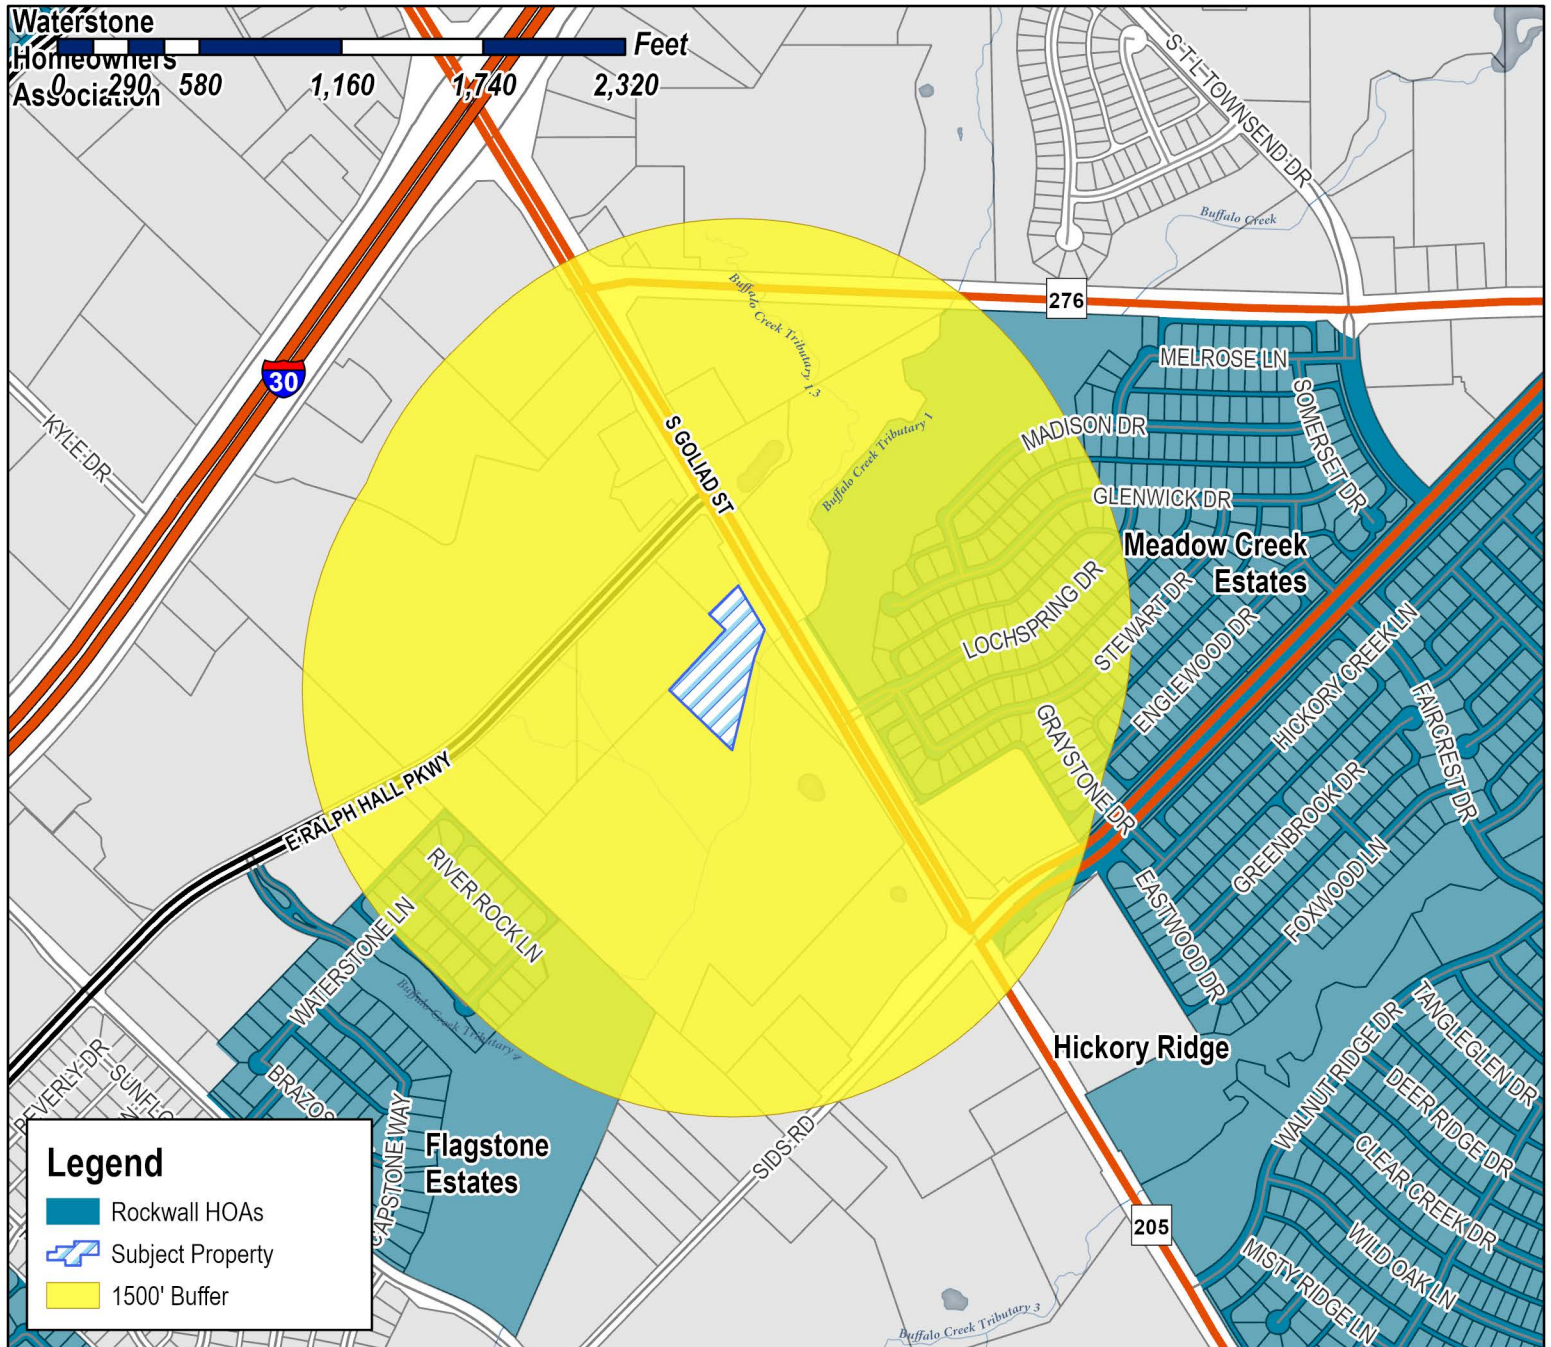 Waterstone
Homeowners
Association
Feet
0 290 580 1,160 1,740 2,320
S T L TOWNSEND DR
Buffalo Creek
276
Buffalo Creek Tributary 1.3
30
MELROSE LN
KYLE DR
S GOLIAD ST
Buffalo Creek Tributary 1
MADISON DR
SOMERSET DR
GLENWICK DR
Meadow Creek
Estates
LOCHSPRING DR
STEWART DR
ENGLEWOOD DR
HICKORY CREEK LN
GRAYSTONE DR
FAIRCREST DR
E RALPH HALL PKWY
GREENBROOK DR
FOXWOOD LN
EASTWOOD DR
RIVER ROCK LN
WATERSTONE LN
Buffalo Creek Tributary
Hickory Ridge
TANGLEGLEN DR
WALNUT RIDGE DR
DEER RIDGE DR
BEVERLY DR
SUNFLO
BRAZOS
CAPSTONE WAY
Flagstone
Estates
SIDS RD
CLEAR CREEK DR
205
WILD OAK LN
MISTY RIDGE LN
Buffalo Creek Tributary 3
Legend
Rockwall HOAs
Subject Property
1500' Buffer